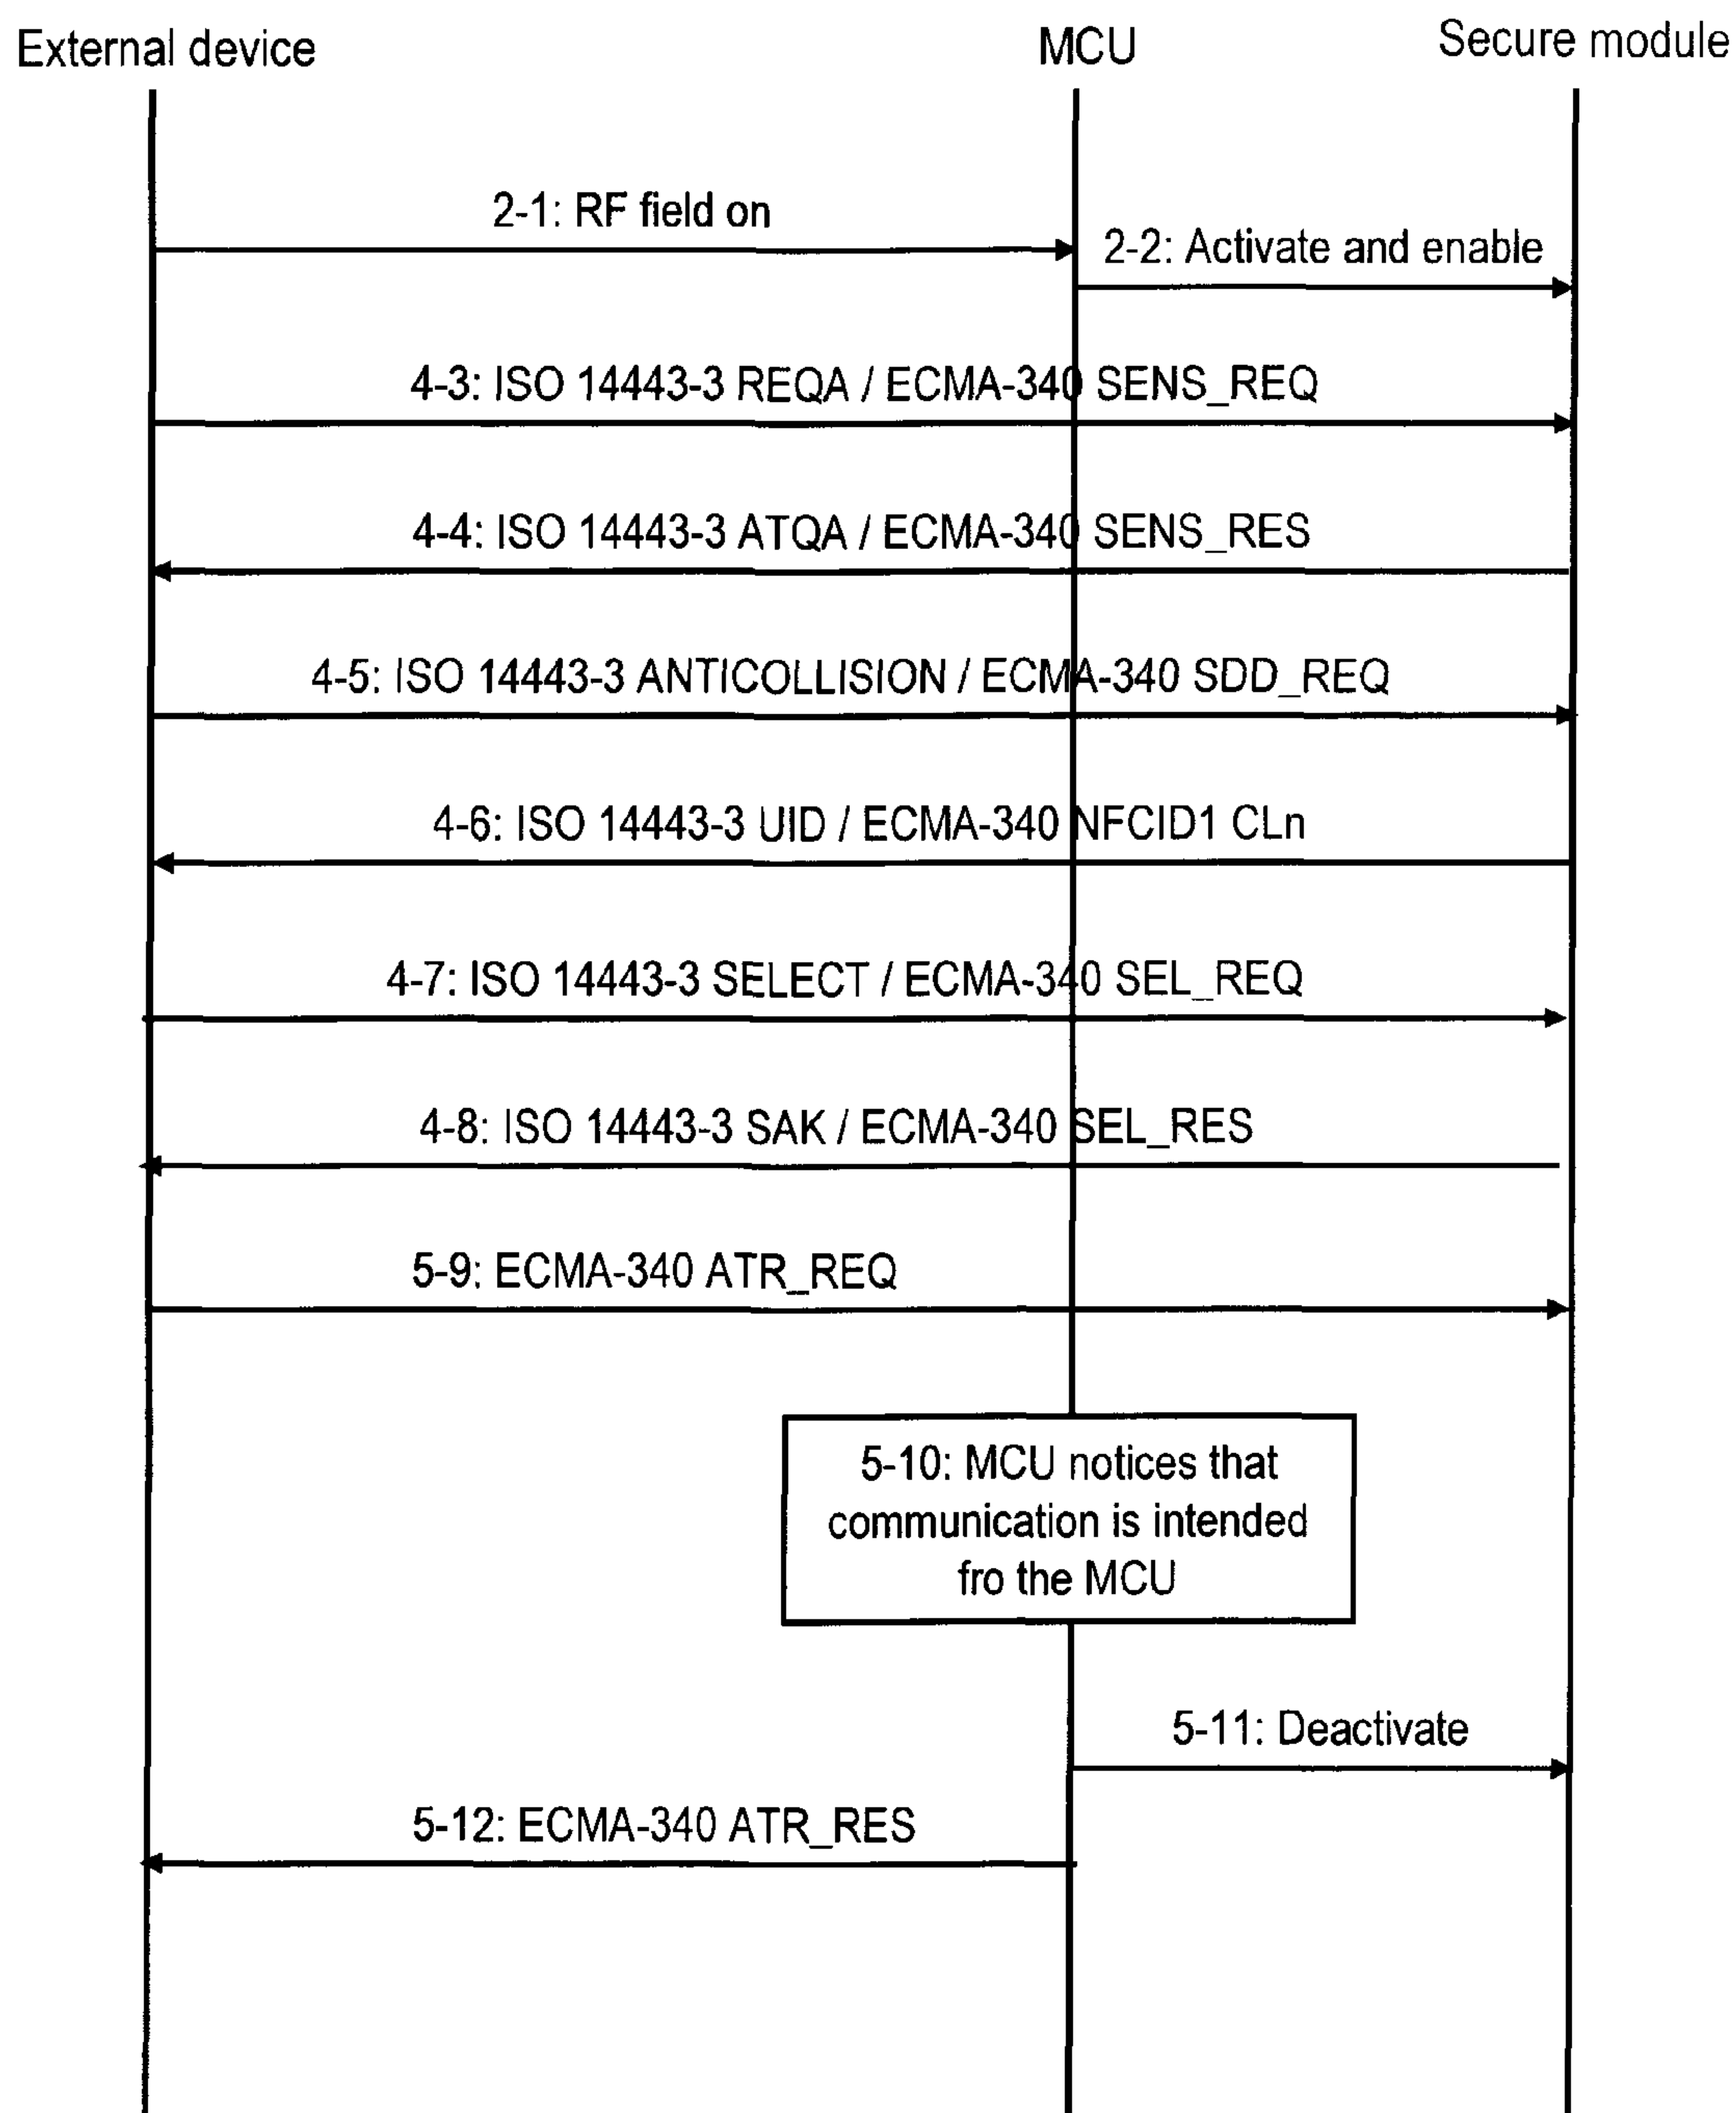 External device
MCU
Secure module
2-1: RF field on
2-2: Activate and enable
4-3: ISO 14443-3 REQA / ECMA-340 SENS_REQ
4-4: ISO 14443-3 ATQA / ECMA-340 SENS_RES
4-5: ISO 14443-3 ANTICOLLISION / ECMA-340 SDD_REQ
4-6: ISO 14443-3 UID / ECMA-340 NFCID1 CLn
4-7: ISO 14443-3 SELECT / ECMA-340 SEL_REQ
4-8: ISO 14443-3 SAK / ECMA-340 SEL_RES
5-9: ECMA-340 ATR_REQ
5-10: MCU notices that
communication is intended
fro the MCU
5-11: Deactivate
5-12: ECMA-340 ATR_RES